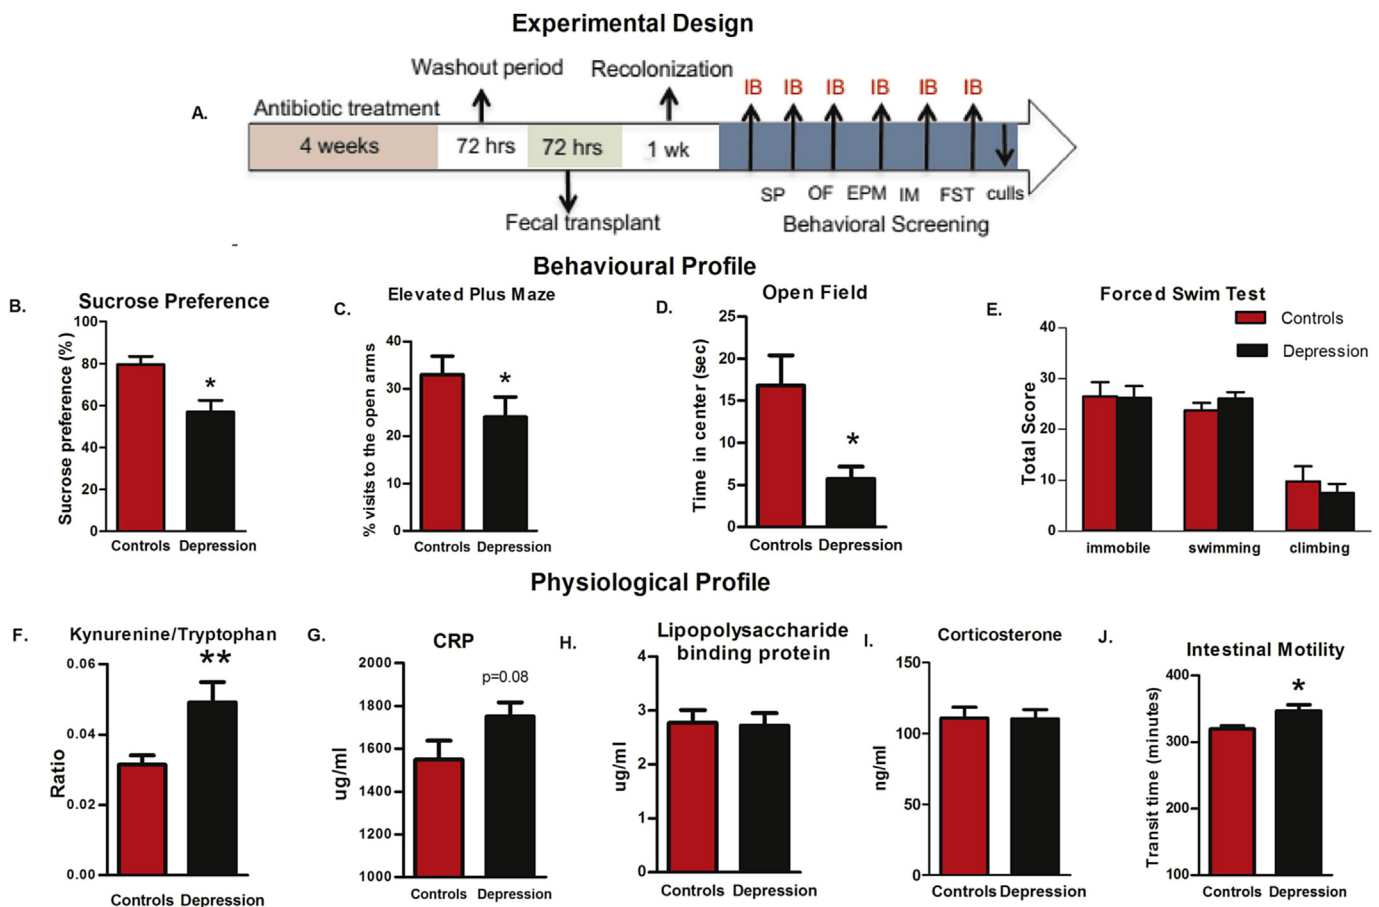 Experimental Design
A.
Washout period
Recolonization
Antibiotic treatment
IB IB IB IB IB IB
4 weeks
72 hrs
72 hrs
1 wk
SP OF EPM IM FST culls
Fecal transplant
Behavioral Screening
Behavioural Profile
B.
Sucrose Preference
Sucrose preference (%)
100
80
60
40
20
0
*
Controls Depression
C.
Elevated Plus Maze
% visits to the open arms
40
30
20
10
0
*
Controls Depression
D.
Open Field
Time in center (sec)
25
20
15
10
5
0
*
Controls Depression
E.
Forced Swim Test
Controls
Depression
Total Score
40
30
20
10
0
immobile swimming climbing
Physiological Profile
F.
Kynurenine/Tryptophan
Ratio
0.06
0.04
0.02
0.00
**
Controls Depression
G.
CRP
ug/ml
2000
1800
1600
1400
1200
1000
p=0.08
Controls Depression
H.
Lipopolysaccharide
binding protein
ug/ml
4
3
2
1
0
Controls Depression
I.
Corticosterone
ng/ml
150
100
50
0
Controls Depression
J.
Intestinal Motility
Transit time (minutes)
400
300
200
100
*
Controls Depression